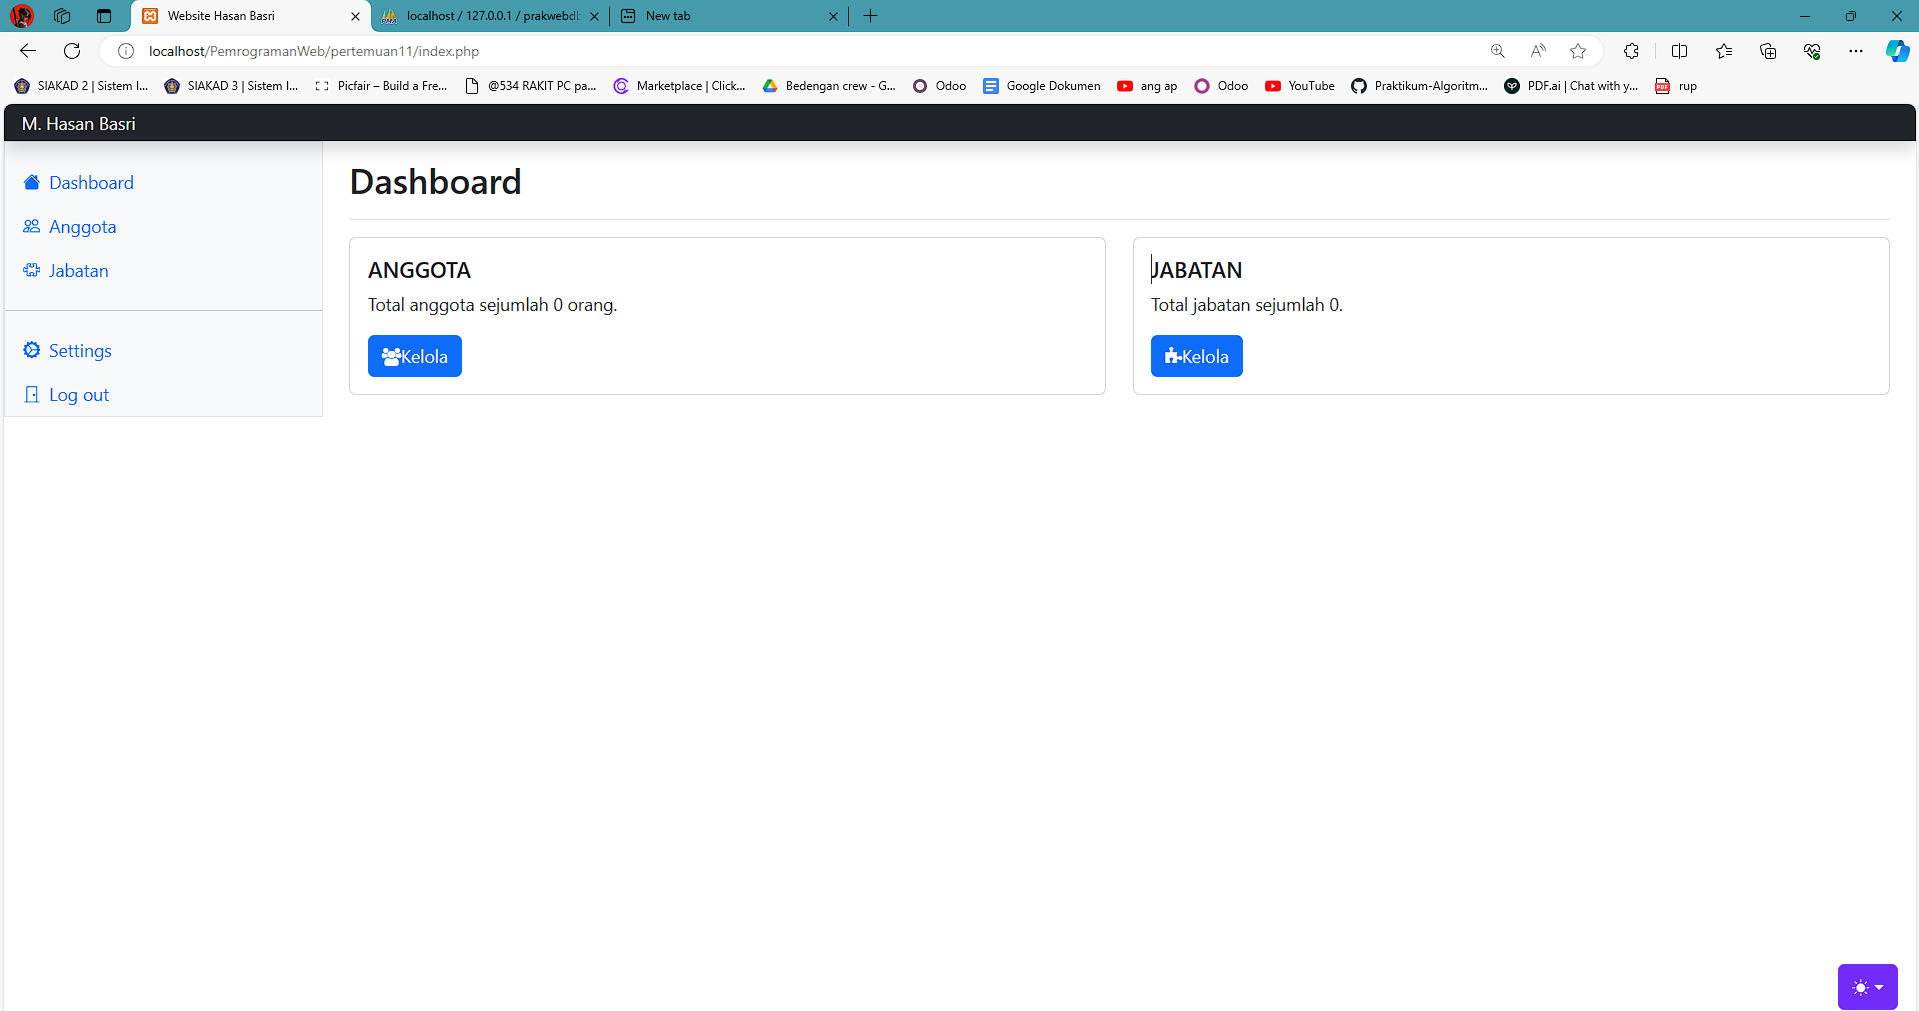 Website Hasan Basri
localhost / 127.0.0.1 / prakwebdb
New tab
localhost/PemrogramanWeb/pertemuan11/index.php
SIAKAD 2 | Sistem I...
SIAKAD 3 | Sistem I...
Picfair – Build a Fre...
@534 RAKIT PC pa...
Marketplace | Click...
Bedengan crew - G...
Odoo
Google Dokumen
ang ap
Odoo
YouTube
Praktikum-Algoritm...
PDF.ai | Chat with y...
rup
M. Hasan Basri
Dashboard
Anggota
Jabatan
Settings
Log out
Dashboard
ANGGOTA
Total anggota sejumlah 0 orang.
Kelola
JABATAN
Total jabatan sejumlah 0.
Kelola